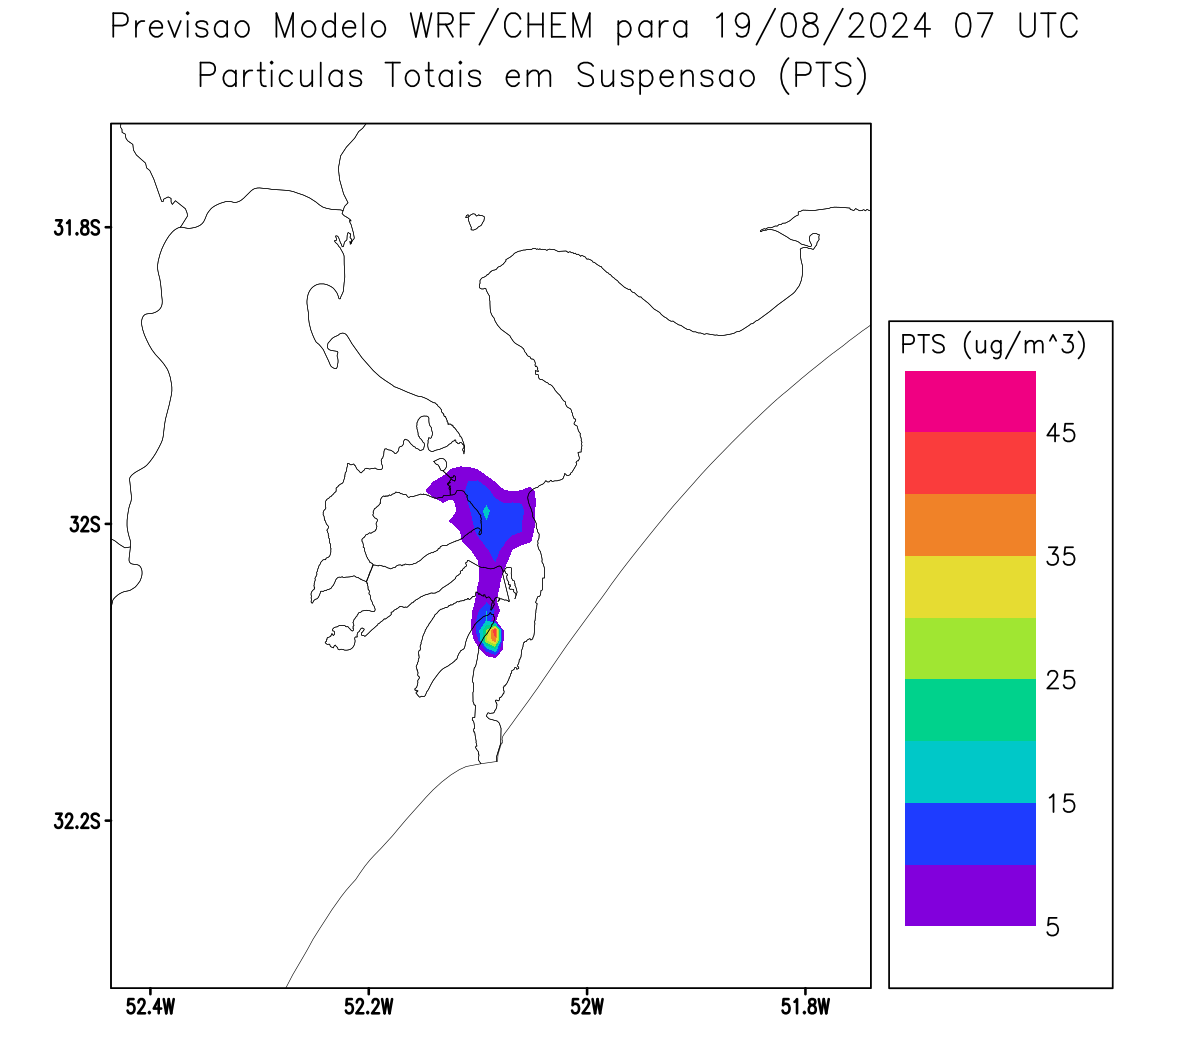 Previsao Modelo WRF/CHEM para 19/08/2024 07 UTC
Particulas Totais em Suspensao (PTS)
31.8S
32S
32.2S
52.4W 52.2W 52W 51.8W
PTS (ug/m^3)
45
35
25
15
5